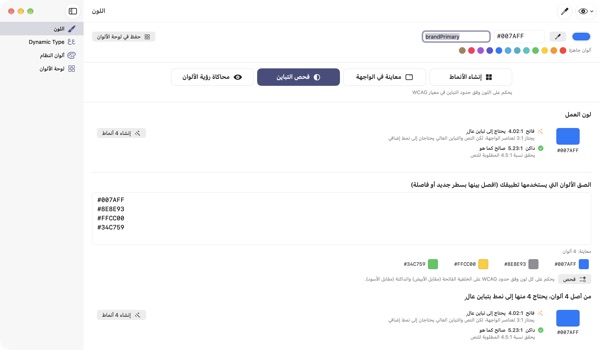 اللون
اللون
Dynamic Type
ألوان النظام
لوحة الألوان
#007AFF
brandPrimary
حفظ في لوحة الألوان
ألوان جاهزة
إنشاء الأنماط
معاينة في الواجهة
فحص التباين
محاكاة رؤية الألوان
يحكم على اللون وفق حدود التباين في معيار WCAG
لون العمل
#007AFF
فاتح 4.02:1 يحتاج إلى تباين عالٍ
يجتاز 3:1 لعناصر الواجهة، لكن النص والتباين العالي يحتاجان إلى نمط إضافي.
داكن 5.23:1 صالح كما هو
يحقق نسبة 4.5:1 المطلوبة للنص.
إنشاء 4 أنماط
الصق الألوان التي يستخدمها تطبيقك (افصل بينها بسطر جديد أو فاصلة)
#007AFF
#8E8E93
#FFCC00
#34C759
معاينة: 4 ألوان.
#007AFF
#8E8E93
#FFCC00
#34C759
فحص
يحكم على كل لون وفق حدود WCAG على الخلفية الفاتحة (مقابل الأبيض) والداكنة (مقابل الأسود).
من أصل 4 ألوان، يحتاج 4 منها إلى نمط بتباين عالٍ
#007AFF
فاتح 4.02:1 يحتاج إلى تباين عالٍ
يجتاز 3:1 لعناصر الواجهة، لكن النص والتباين العالي يحتاجان إلى نمط إضافي.
داكن 5.23:1 صالح كما هو
يحقق نسبة 4.5:1 المطلوبة للنص.
إنشاء 4 أنماط